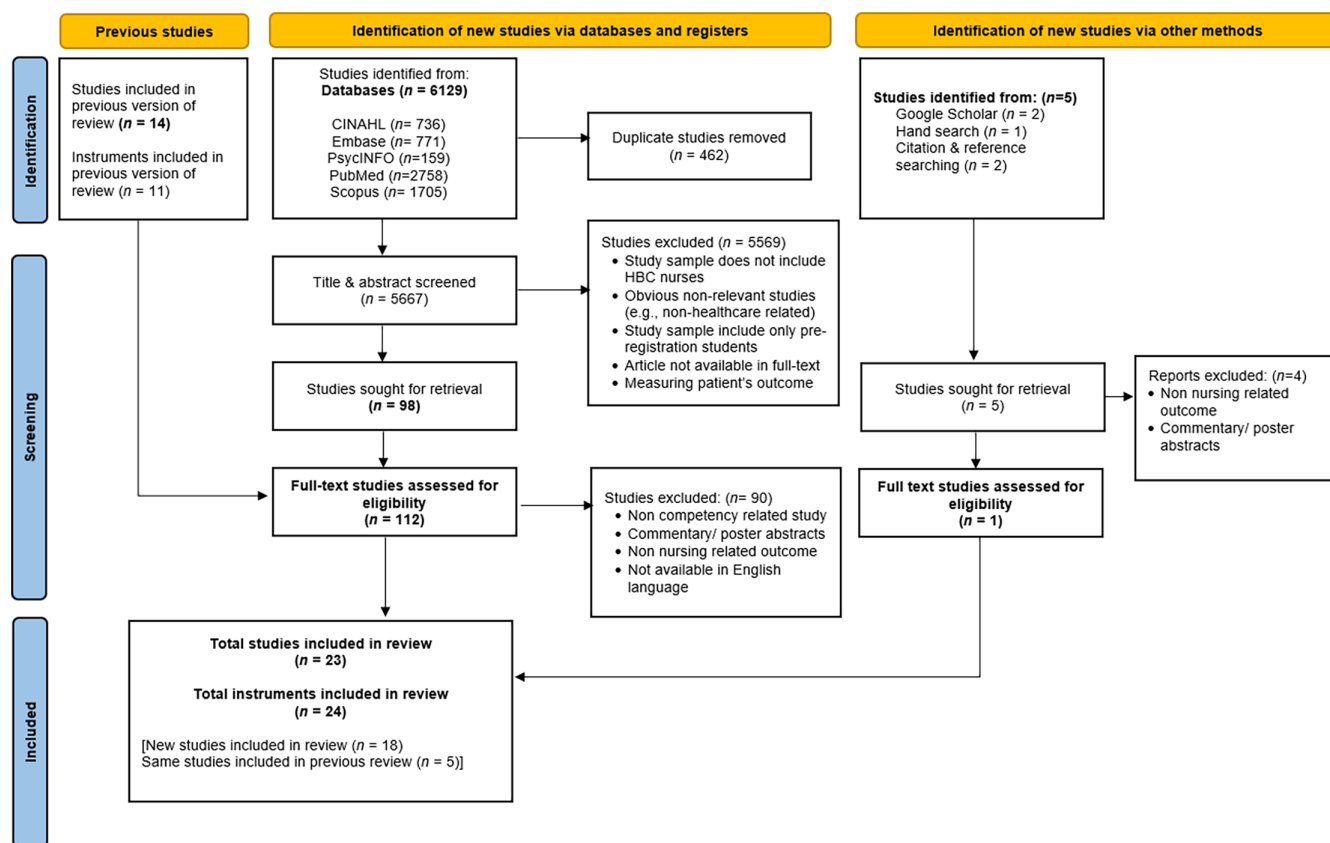 Previous studies
Identification of new studies via databases and registers
Identification of new studies via other methods
Identification
Studies included in
previous version of
review (n = 14)
Instruments included in
previous version of
review (n = 11)
Studies identified from:
Databases (n = 6129)
CINAHL (n= 736)
Embase (n= 771)
PsycINFO (n=159)
PubMed (n=2758)
Scopus (n= 1705)
Duplicate studies removed
(n = 462)
Studies identified from: (n=5)
Google Scholar (n = 2)
Hand search (n = 1)
Citation & reference
searching (n = 2)
Screening
Title & abstract screened
(n = 5667)
Studies excluded (n = 5569)
• Study sample does not include
HBC nurses
• Obvious non-relevant studies
(e.g., non-healthcare related)
• Study sample include only pre-
registration students
• Article not available in full-text
• Measuring patient's outcome
Studies sought for retrieval
(n = 98)
Studies sought for retrieval
(n = 5)
Reports excluded: (n=4)
• Non nursing related
outcome
• Commentary/ poster
abstracts
Full-text studies assessed for
eligibility
(n = 112)
Studies excluded: (n= 90)
• Non competency related study
• Commentary/ poster abstracts
• Non nursing related outcome
• Not available in English
language
Full text studies assessed for
eligibility
(n = 1)
Included
Total studies included in review
(n = 23)
Total instruments included in review
(n = 24)
[New studies included in review (n = 18)
Same studies included in previous review (n = 5)]